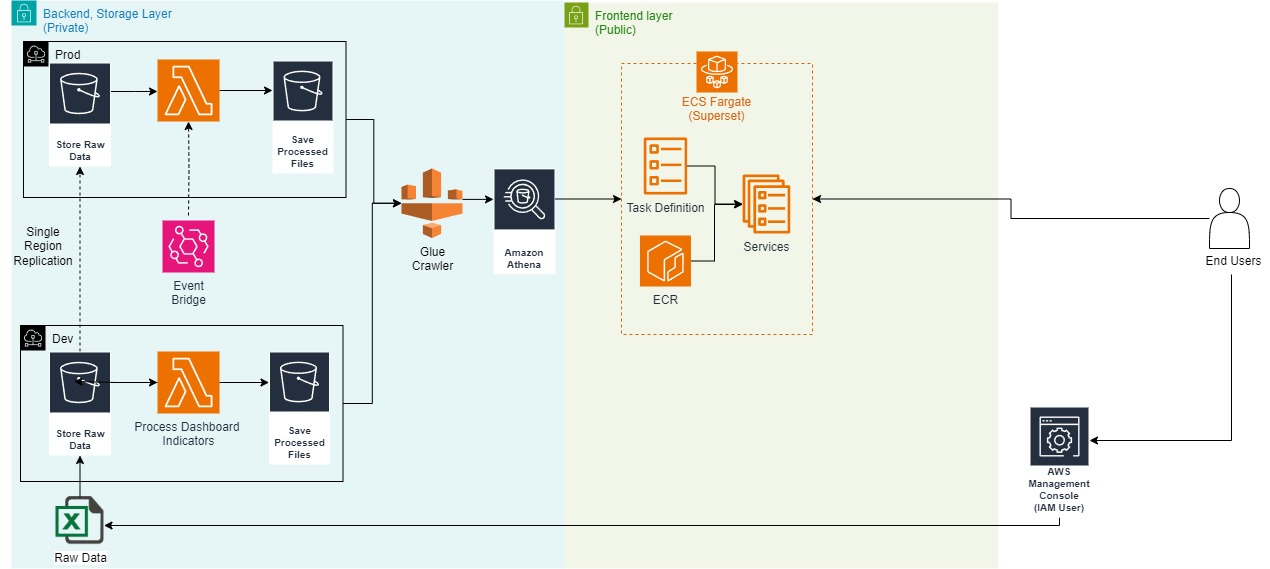 Backend, Storage Layer
(Private)
Frontend layer
(Public)
Prod
Store Raw
Data
Save
Processed
Files
ECS Fargate
(Superset)
Task Definition
Services
ECR
Glue
Crawler
Amazon
Athena
Single
Region
Replication
Event
Bridge
End Users
Dev
Store Raw
Data
Process Dashboard
Indicators
Save
Processed
Files
AWS
Management
Console
(IAM User)
X
Raw Data